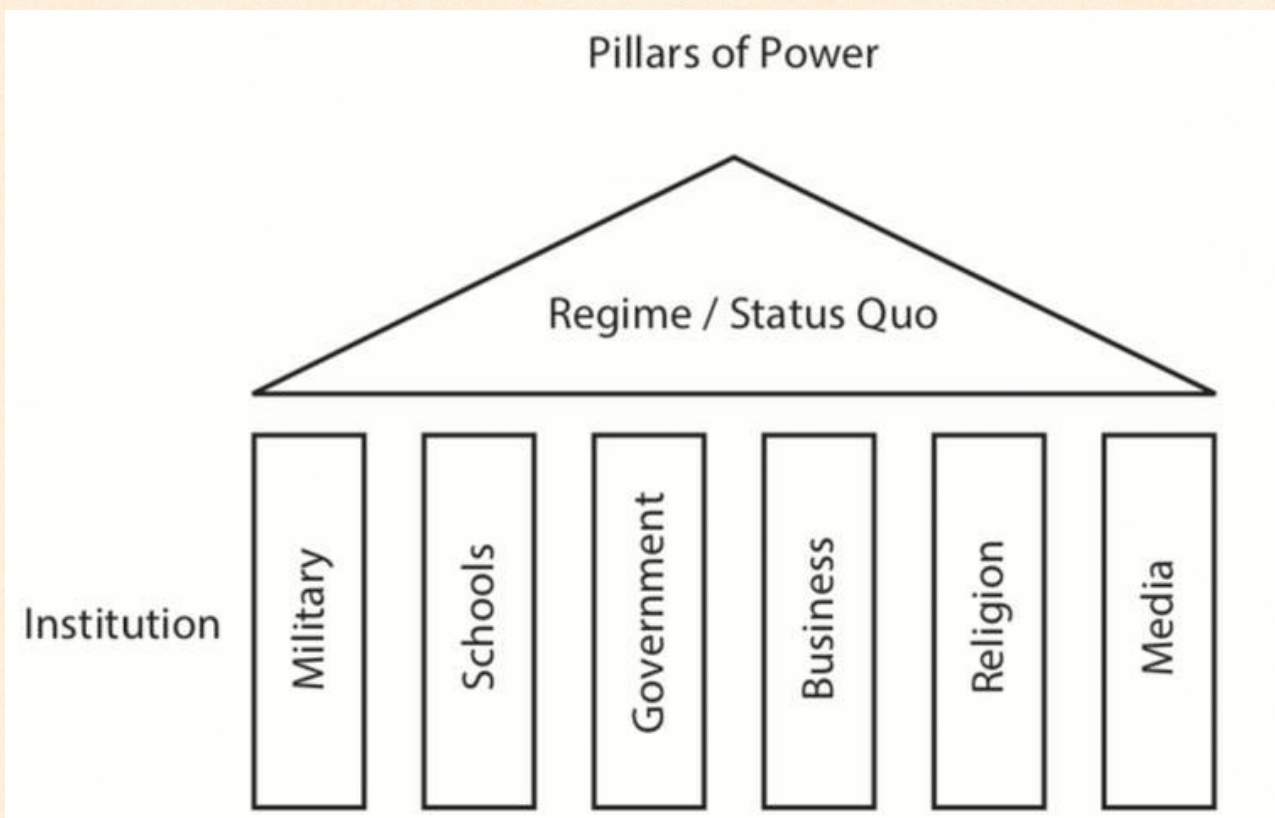 Pillars of Power
Regime / Status Quo
Institution
Military
Schools
Government
Business
Religion
Media